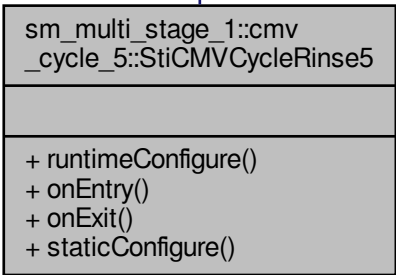 sm_multi_stage_1::cmv
_cycle_5::StiCMVCycleRinse5
+ runtimeConfigure()
+ onEntry()
+ onExit()
+ staticConfigure()